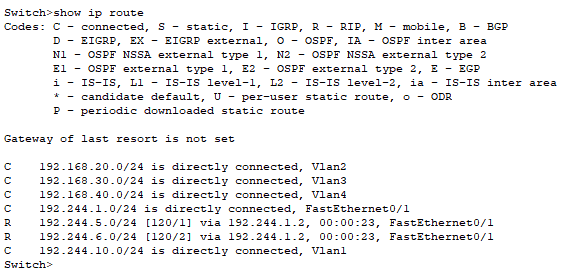 Switch>show ip route
Codes: C - connected, S - static, I - IGRP, R - RIP, M - mobile, B - BGP
       D - EIGRP, EX - EIGRP external, O - OSPF, IA - OSPF inter area
       N1 - OSPF NSSA external type 1, N2 - OSPF NSSA external type 2
       E1 - OSPF external type 1, E2 - OSPF external type 2, E - EGP
       i - IS-IS, L1 - IS-IS level-1, L2 - IS-IS level-2, ia - IS-IS inter area
       * - candidate default, U - per-user static route, o - ODR
       P - periodic downloaded static route
Gateway of last resort is not set
C    192.168.20.0/24 is directly connected, Vlan2
C    192.168.30.0/24 is directly connected, Vlan3
C    192.168.40.0/24 is directly connected, Vlan4
C    192.244.1.0/24 is directly connected, FastEthernet0/1
R    192.244.5.0/24 [120/1] via 192.244.1.2, 00:00:23, FastEthernet0/1
R    192.244.6.0/24 [120/2] via 192.244.1.2, 00:00:23, FastEthernet0/1
C    192.244.10.0/24 is directly connected, Vlan1
Switch>